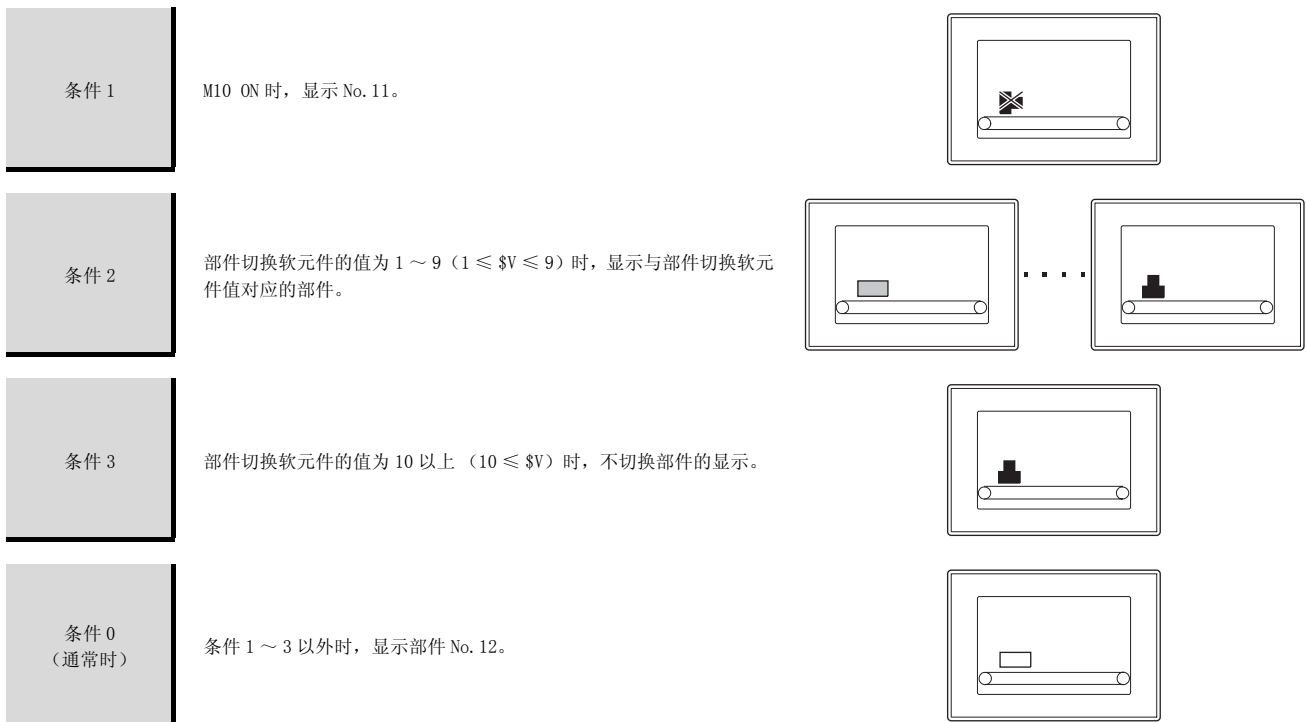 条件 1
M10 ON 时，显示 No.11。
条件 2
部件切换软元件的值为 1 ～ 9（1 ≤ $V ≤ 9）时，显示与部件切换软元
件值对应的部件。
条件 3
部件切换软元件的值为 10 以上 （10 ≤ $V）时，不切换部件的显示。
条件 0
（通常时）
条件 1 ～ 3 以外时，显示部件 No.12。